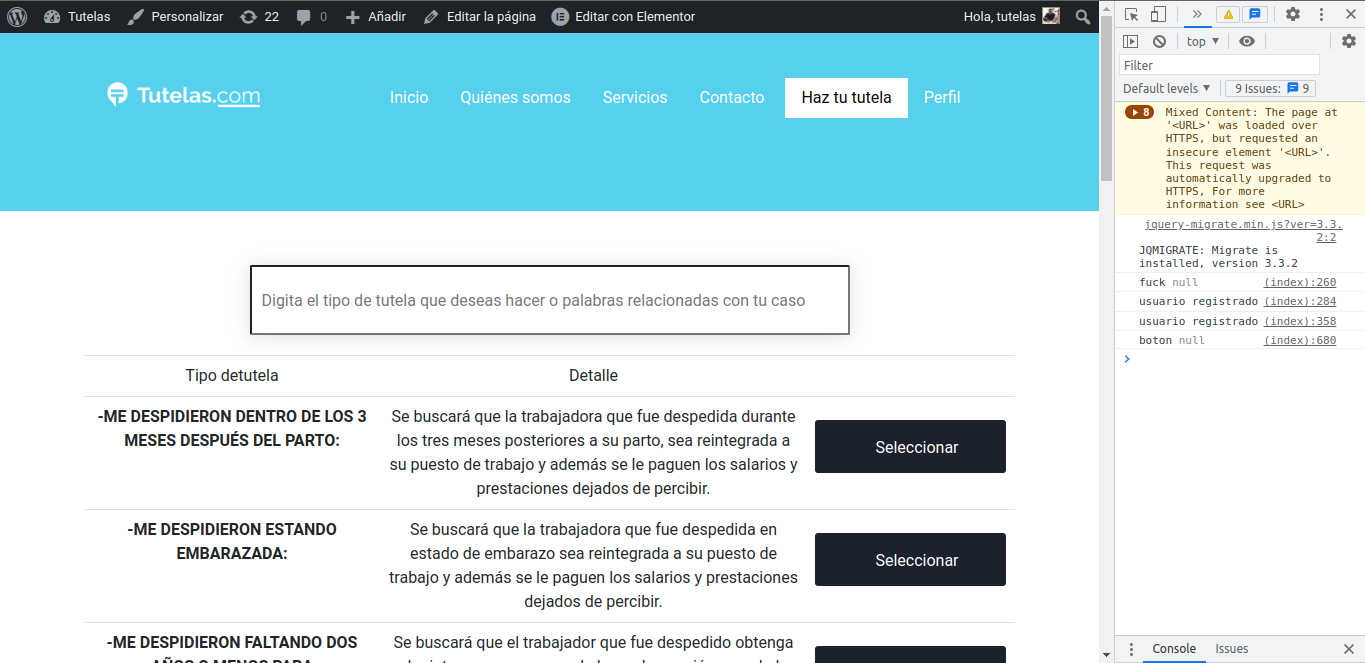 Tutelas Personalizar 22 0 Añadir Editar la página Editar con Elementor Hola, tutelas
Tutelas.com Inicio Quiénes somos Servicios Contacto Haz tu tutela Perfil
Digita el tipo de tutela que deseas hacer o palabras relacionadas con tu caso
Tipo detutela Detalle
-ME DESPIDIERON DENTRO DE LOS 3
MESES DESPUÉS DEL PARTO:
Se buscará que la trabajadora que fue despedida durante
los tres meses posteriores a su parto, sea reintegrada a
su puesto de trabajo y además se le paguen los salarios y
prestaciones dejados de percibir.
Seleccionar
-ME DESPIDIERON ESTANDO
EMBARAZADA:
Se buscará que la trabajadora que fue despedida en
estado de embarazo sea reintegrada a su puesto de
trabajo y además se le paguen los salarios y prestaciones
dejados de percibir.
Seleccionar
-ME DESPIDIERON FALTANDO DOS
AÑOS O MENOS PARA
Se buscará que el trabajador que fue despedido obtenga
top
Filter
Default levels 9 Issues: 9
8 Mixed Content: The page at
'<URL>' was loaded over
HTTPS, but requested an
insecure element '<URL>'.
This request was
automatically upgraded to
HTTPS, For more
information see <URL>
jquery-migrate.min.js?ver=3.3.
2:2
JQMIGRATE: Migrate is
installed, version 3.3.2
fuck null (index):260
usuario registrado (index):284
usuario registrado (index):358
boton null (index):680
Console Issues